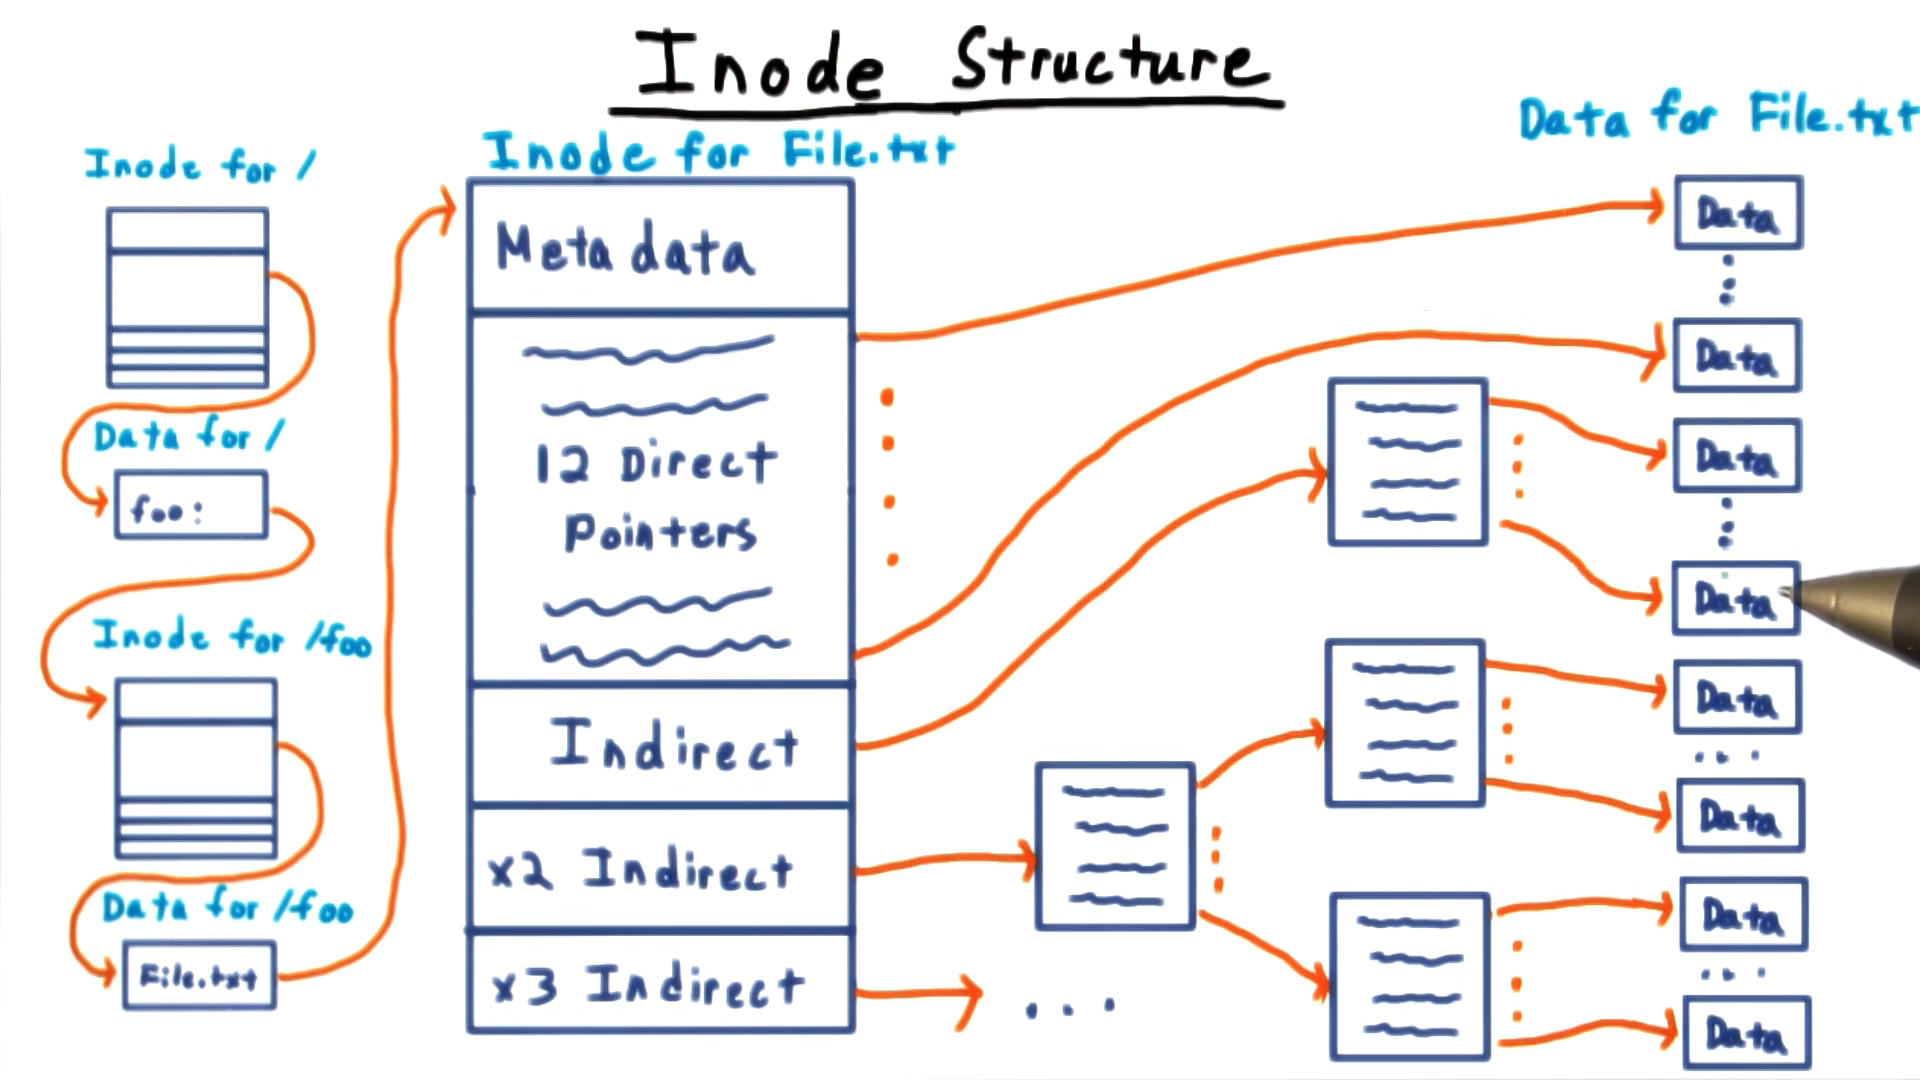 Inode Structure
Inode for /
Data for /
foo:
Inode for /foo
Data for /foo
File.txt
Inode for File.txt
Metadata
12 Direct
Pointers
Indirect
x2 Indirect
x3 Indirect
Data for File.txt
Data
Data
Data
Data
Data
Data
Data
Data